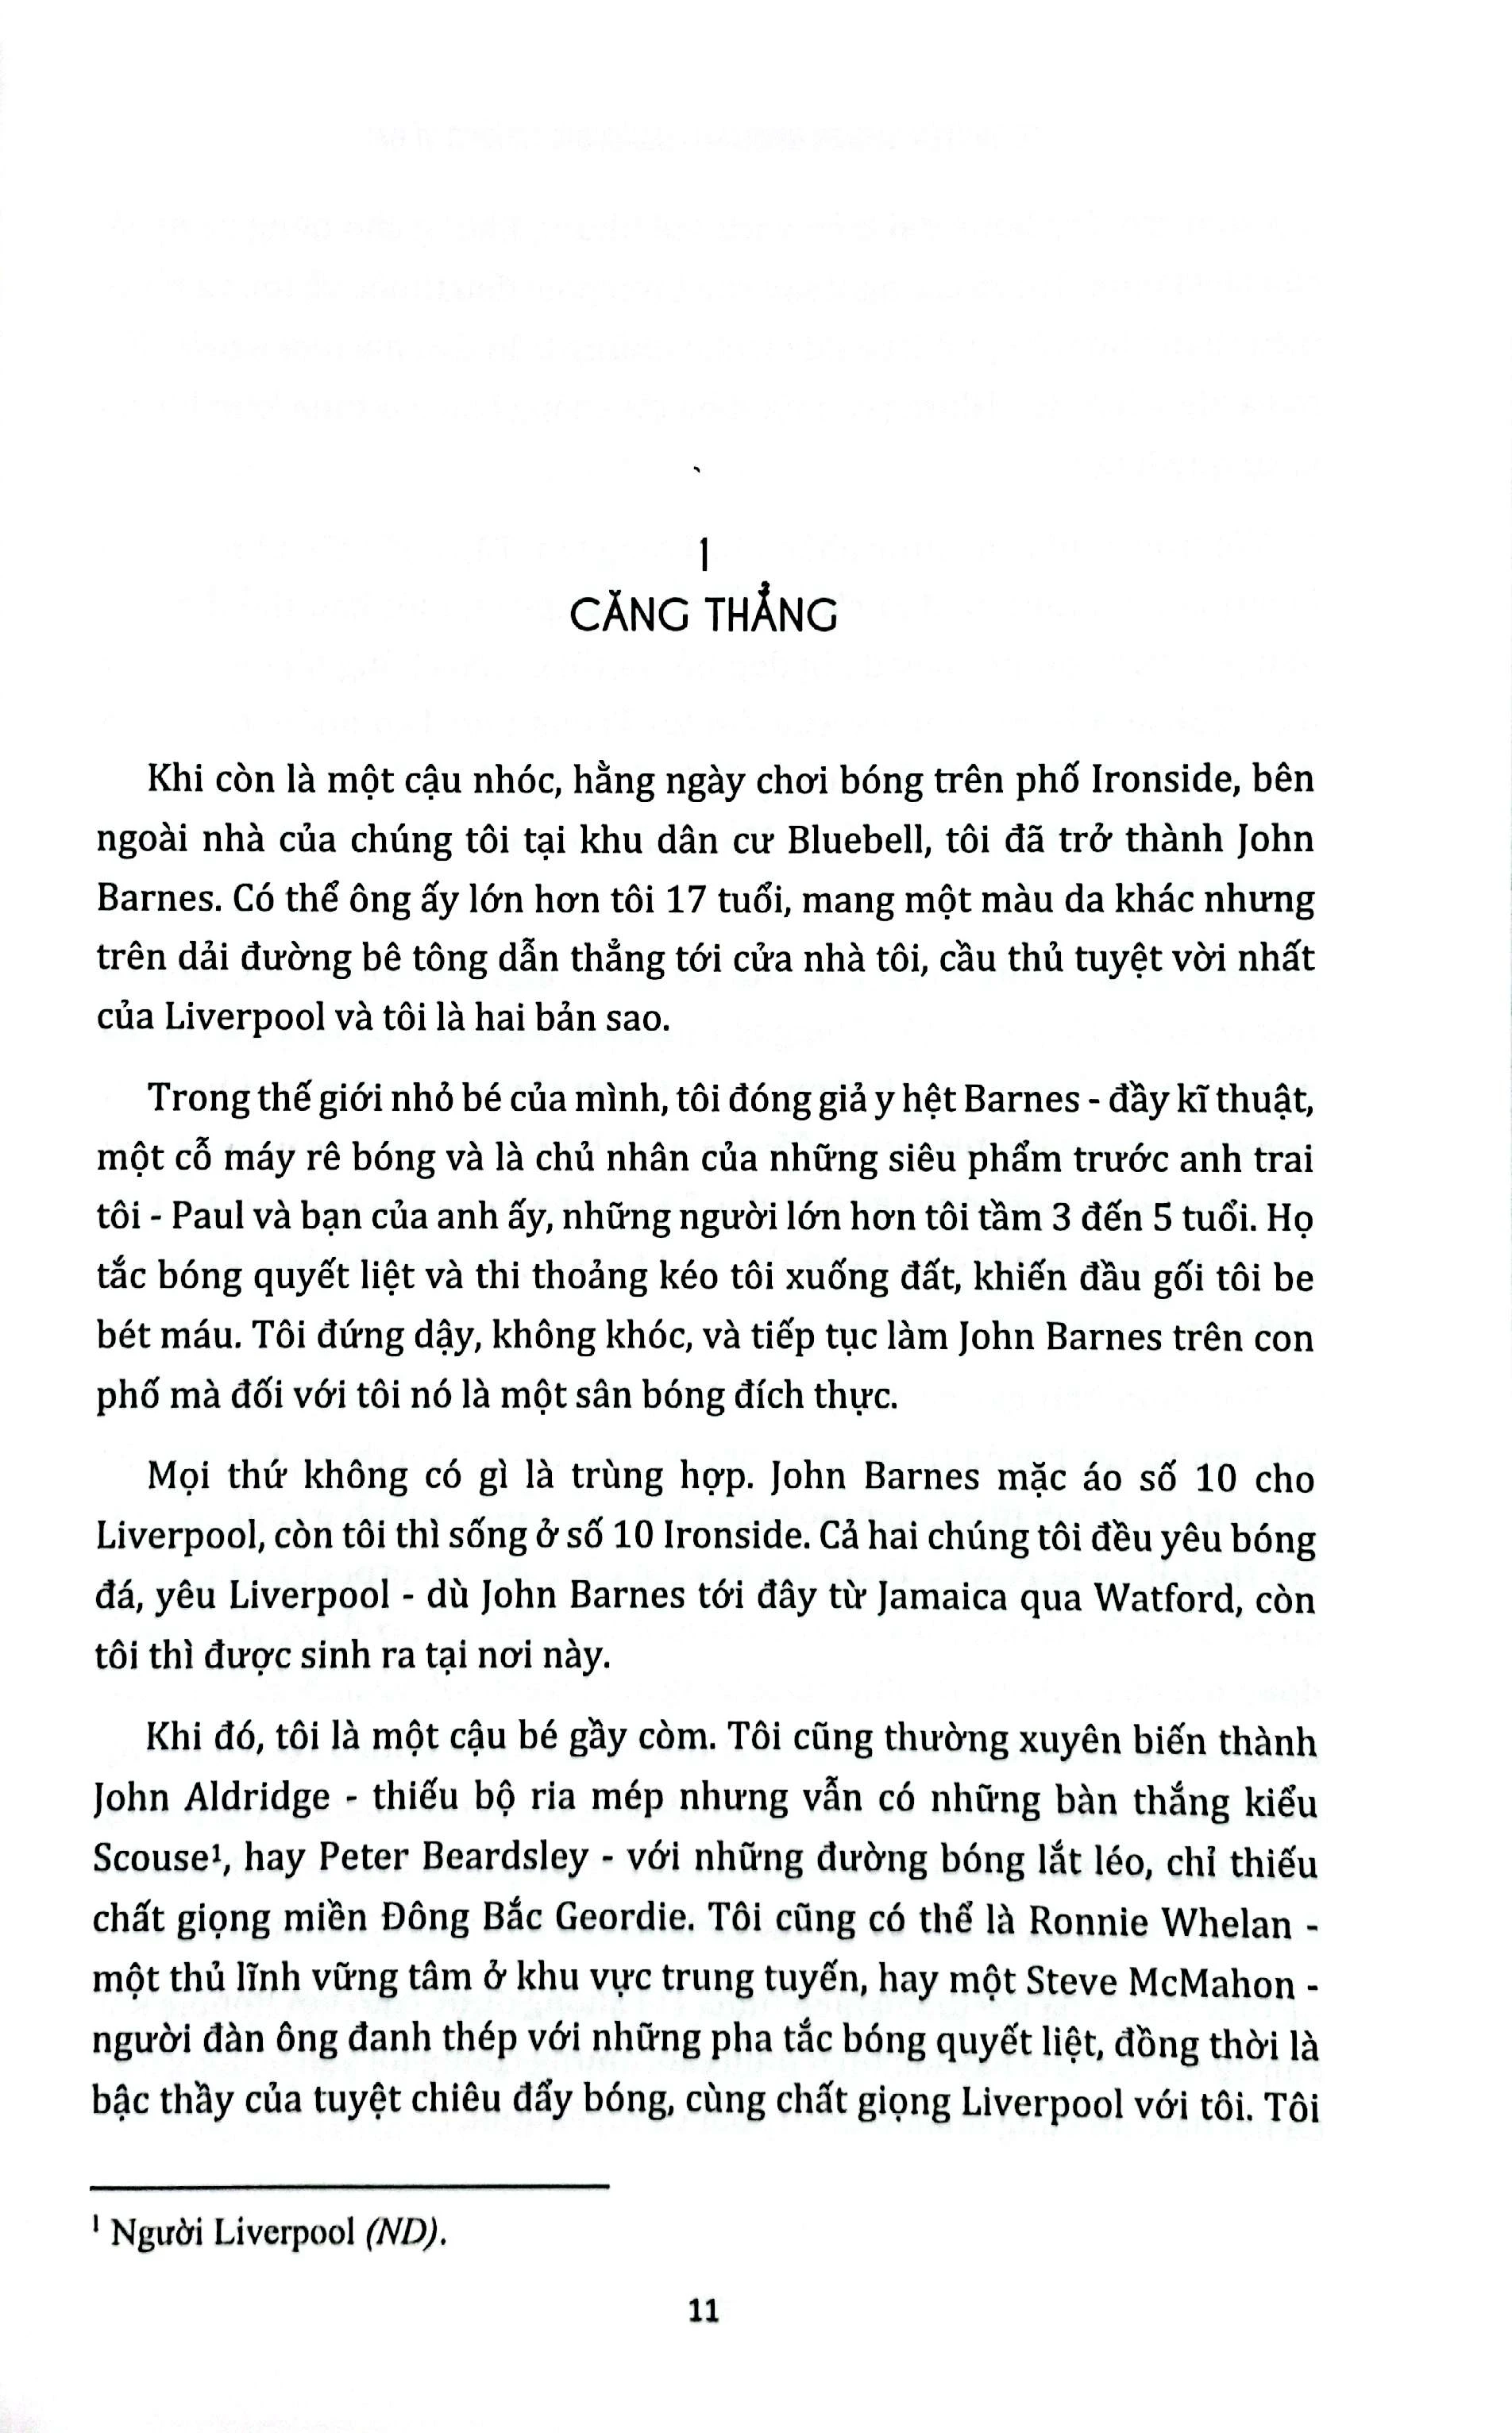 1
CĂNG THẲNG
Khi còn là một cậu nhóc, hằng ngày chơi bóng trên phố Ironside, bên
ngoài nhà của chúng tôi tại khu dân cư Bluebell, tôi đã trở thành John
Barnes. Có thể ông ấy lớn hơn tôi 17 tuổi, mang một màu da khác nhưng
trên dải đường bê tông dẫn thẳng tới cửa nhà tôi, cầu thủ tuyệt vời nhất
của Liverpool và tôi là hai bản sao.
Trong thế giới nhỏ bé của mình, tôi đóng giả y hệt Barnes - đầy kĩ thuật,
một cỗ máy rê bóng và là chủ nhân của những siêu phẩm trước anh trai
tôi - Paul và bạn của anh ấy, những người lớn hơn tôi tầm 3 đến 5 tuổi. Họ
tắc bóng quyết liệt và thi thoảng kéo tôi xuống đất, khiến đầu gối tôi be
bét máu. Tôi đứng dậy, không khóc, và tiếp tục làm John Barnes trên con
phố mà đối với tôi nó là một sân bóng đích thực.
Mọi thứ không có gì là trùng hợp. John Barnes mặc áo số 10 cho
Liverpool, còn tôi thì sống ở số 10 Ironside. Cả hai chúng tôi đều yêu bóng
đá, yêu Liverpool - dù John Barnes tới đây từ Jamaica qua Watford, còn
tôi thì được sinh ra tại nơi này.
Khi đó, tôi là một cậu bé gầy còm. Tôi cũng thường xuyên biến thành
John Aldridge - thiếu bộ ria mép nhưng vẫn có những bàn thắng kiểu
Scouse¹, hay Peter Beardsley - với những đường bóng lắt léo, chỉ thiếu
chất giọng miền Đông Bắc Geordie. Tôi cũng có thể là Ronnie Whelan -
một thủ lĩnh vững tâm ở khu vực trung tuyến, hay một Steve McMahon -
người đàn ông đanh thép với những pha tắc bóng quyết liệt, đồng thời là
bậc thầy của tuyệt chiêu đẩy bóng, cùng chất giọng Liverpool với tôi. Tôi
¹ Người Liverpool (ND).
11